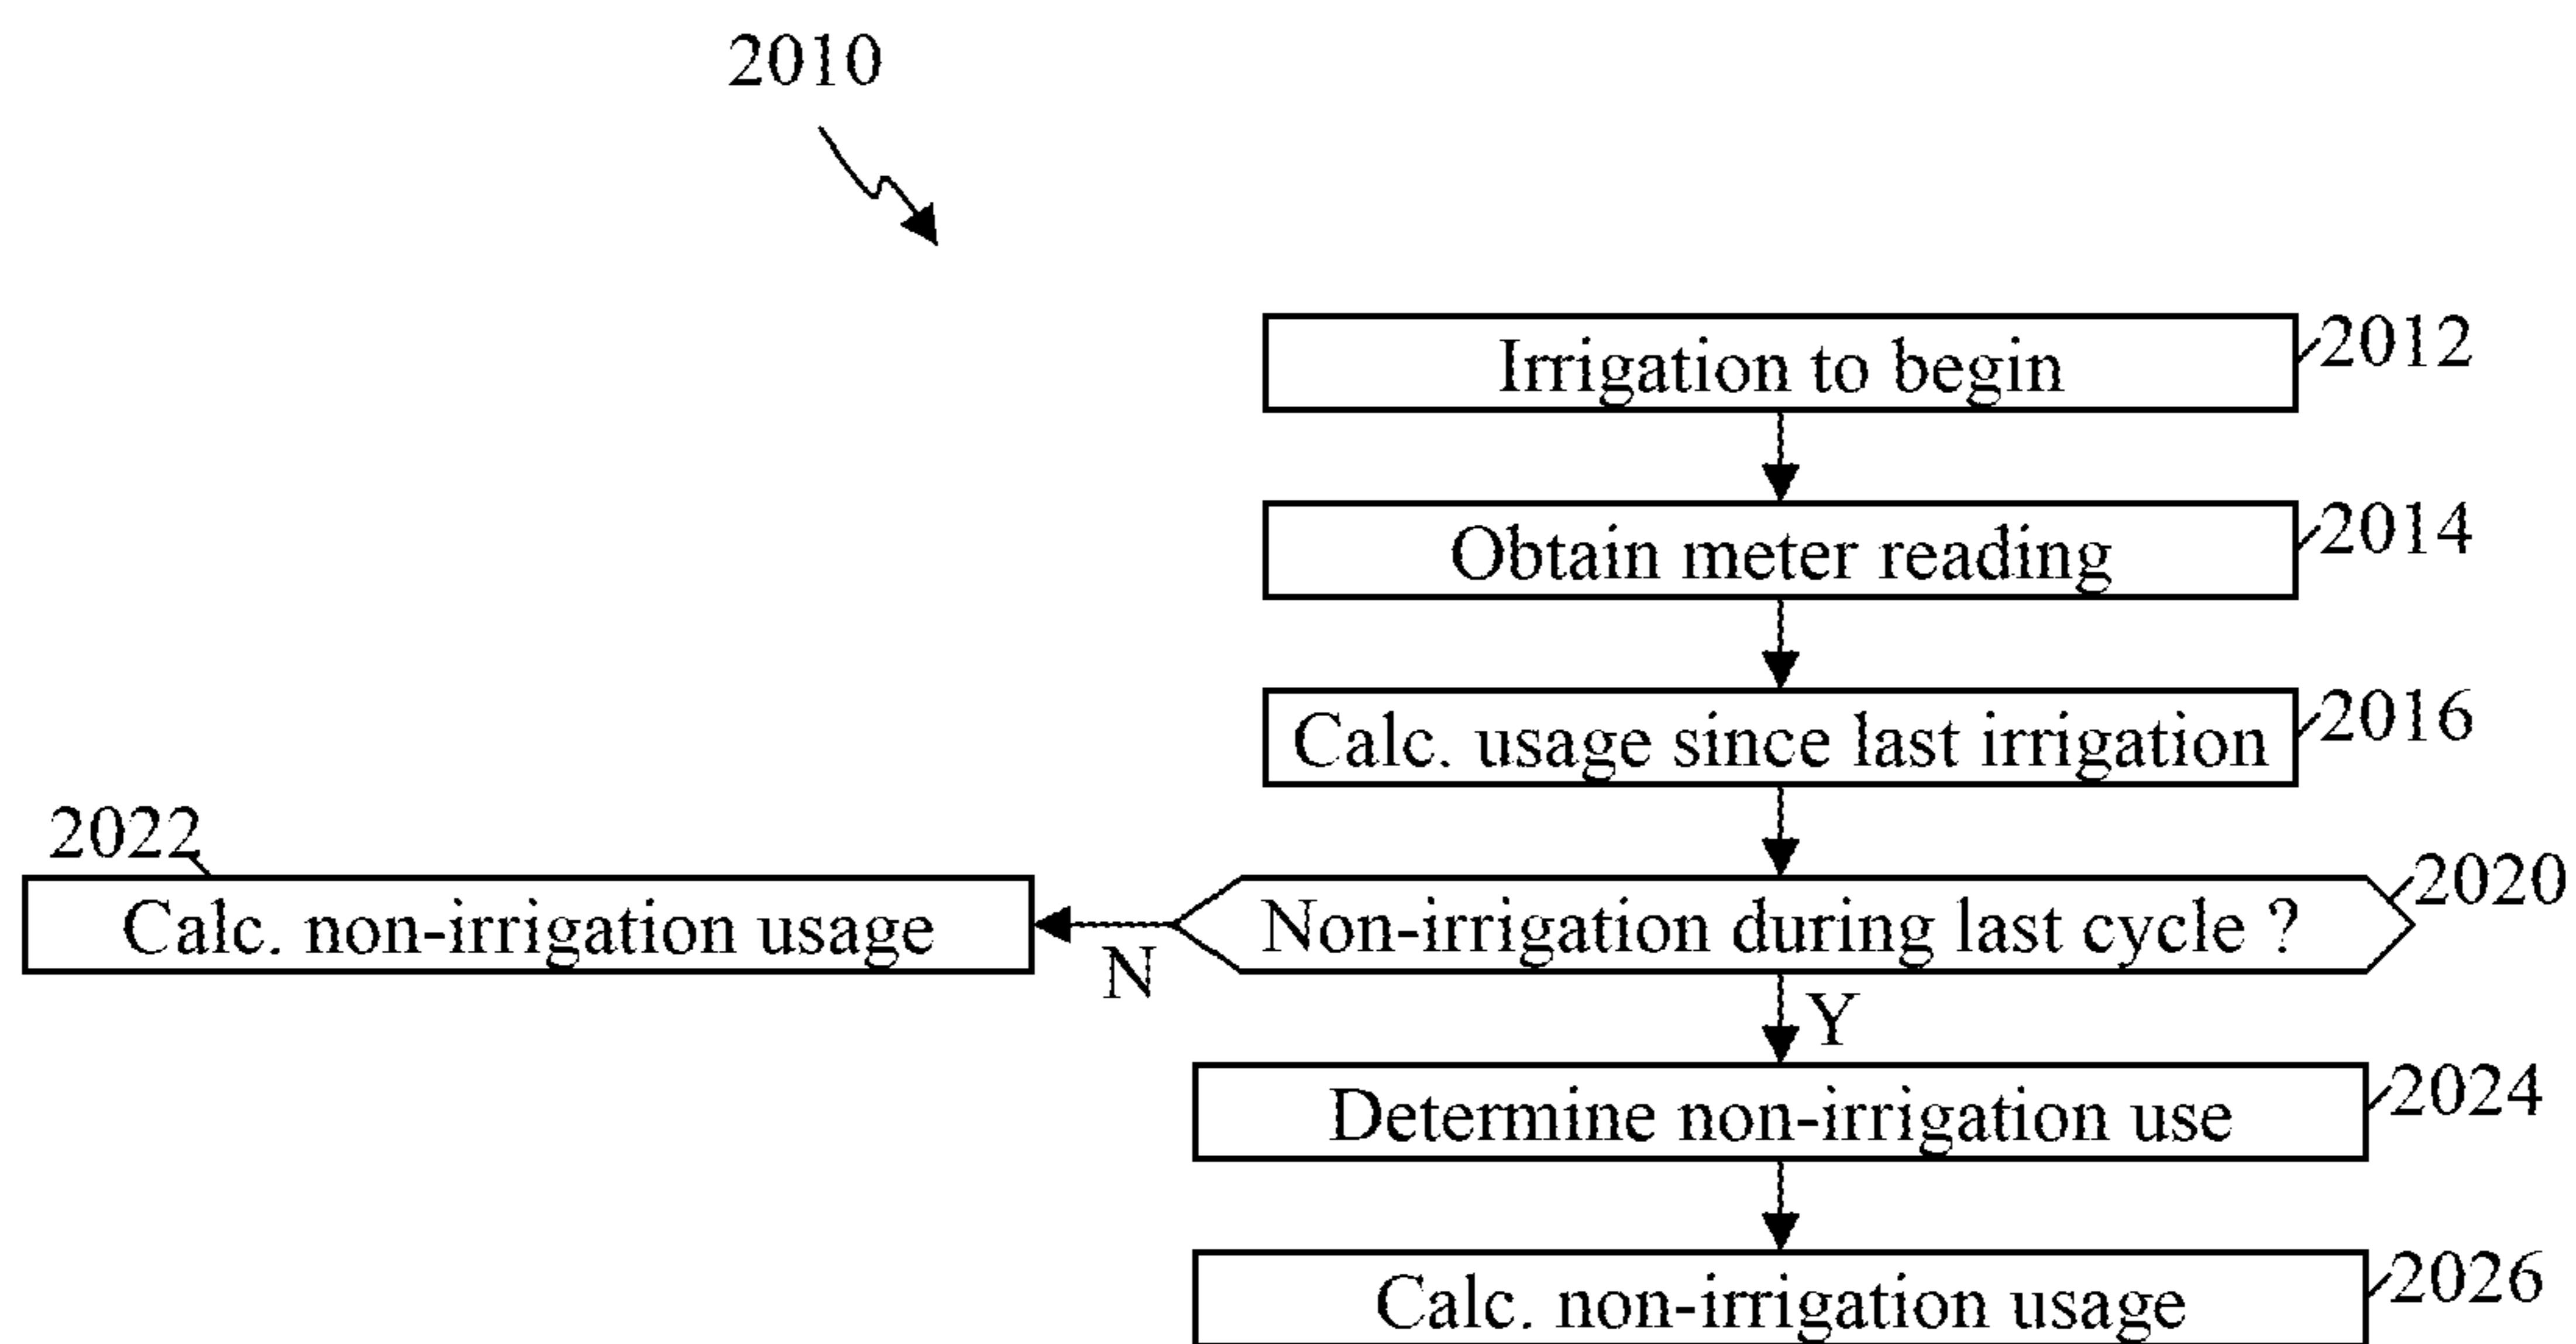 2010
Irrigation to begin
2012
Obtain meter reading
2014
Calc. usage since last irrigation
2016
2022
Calc. non-irrigation usage
N
Non-irrigation during last cycle ?
2020
Y
Determine non-irrigation use
2024
Calc. non-irrigation usage
2026